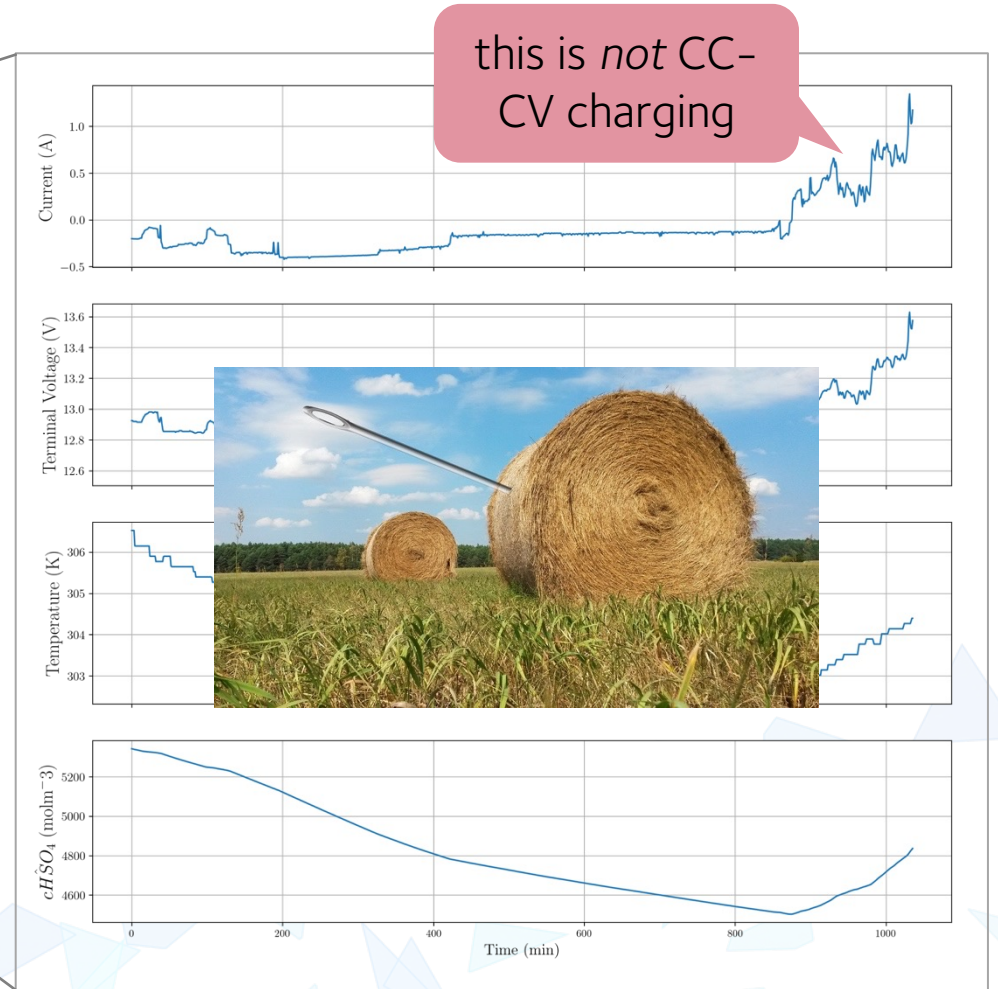 this is not CC-
CV charging
Current (A)
1.0
0.5
0.0
−0.5
Terminal Voltage (V)
13.6
13.4
13.2
13.0
12.8
12.6
Temperature (K)
306
305
304
303
cĤSO₄ (molm⁻3)
5200
5000
4800
4600
0 200 400 600 800 1000
Time (min)